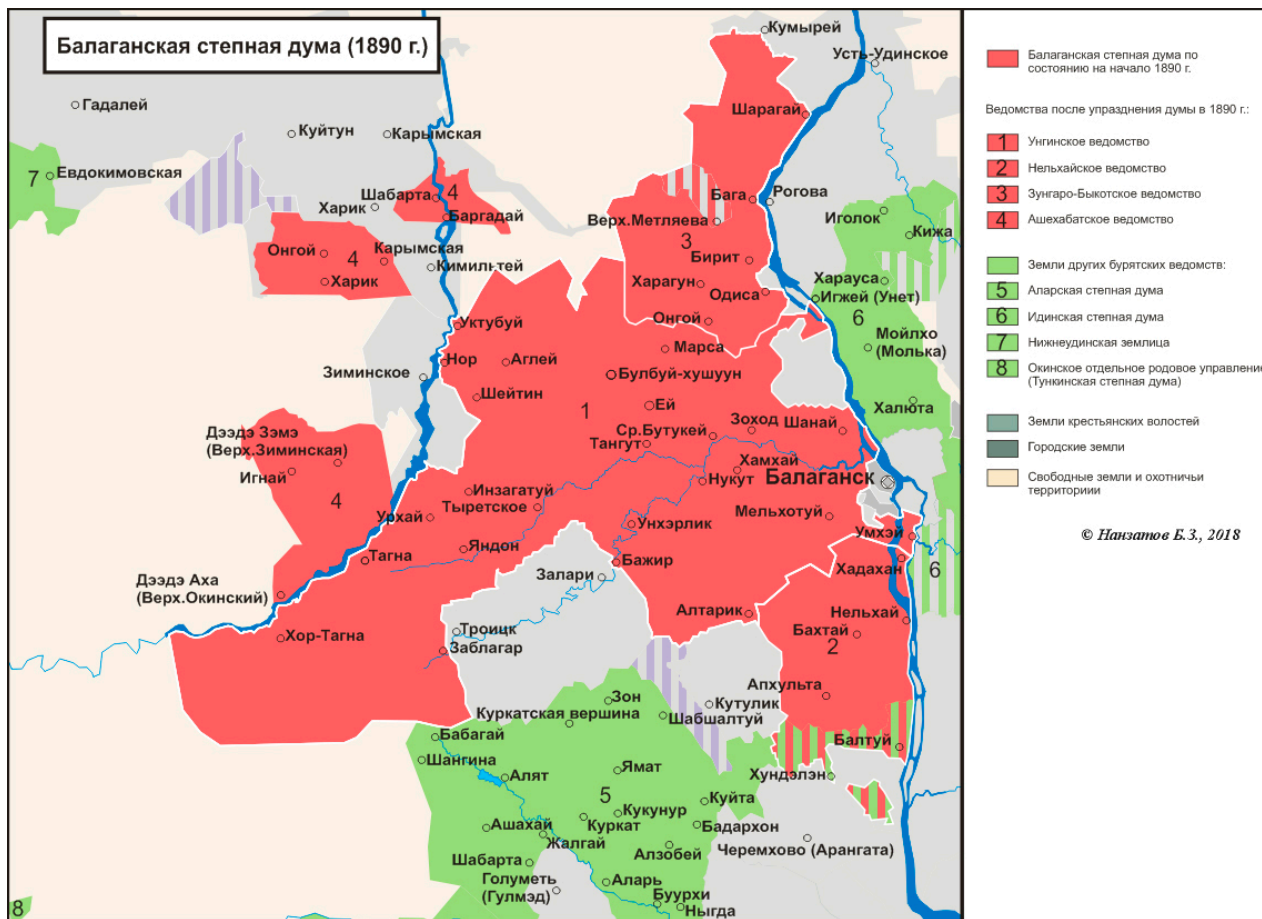 Балаганская степная дума (1890 г.)
Кумырей
Усть-Удинское
Гадалей
Шарагай
Куйтун
Карымская
7
Евдокимовская
Шабарта
4
Харик
Баргадай
Бага
Рогова
Верх.Метляева
Иголок
Кижа
3
Онгой
4
Карымская
Харик
Кимильтей
Бирит
Харагун
Одиса
Харауса
Игжей (Унет)
6
Онгой
Уктубуй
Мойлхо
(Молька)
Нор
Аглей
Марса
Зиминское
Булбуй-хушуун
Шейтин
1
Ей
Халюта
Зоход
Шанай
Ср.Бутукей
Тангут
Дээдэ Зэмэ
(Верх.Зиминская)
Игнай
4
Хамхай
Нукут
Балаганск
Инзагатуй
Тыретское
Урхай
Унхэрлик
Мельхотуй
Умхэй
Яндон
Тагна
Бажир
Хадахан
6
Залари
Дээдэ Аха
(Верх.Окинский)
Алтарик
Нельхай
Бахтай
2
Хор-Тагна
Троицк
Заблагар
Апхульта
Зон
Кутулик
Куркатская вершина
Шабшалтуй
Бабагай
Балтуй
Шангина
Алят
Ямат
Хундэлэн
5
Куйта
Кукунур
Куркат
Бадархон
Ашахай
Жалгай
Алзобей
Черемхово (Арангата)
Шабарта
Голуметь
(Гулмэд)
Аларь
Буурхи
Ныгда
8
Балаганская степная дума по
состоянию на начало 1890 г.
Ведомства после упразднения думы в 1890 г.:
1 Унгинское ведомство
2 Нельхайское ведомство
3 Зунгаро-Быкотское ведомство
4 Ашехабатское ведомство
Земли других бурятских ведомств:
5 Аларская степная дума
6 Идинская степная дума
7 Нижнеудинская землица
8 Окинское отдельное родовое управление
(Тункинская степная дума)
Земли крестьянских волостей
Городские земли
Свободные земли и охотничьи
территориии
© Нанзатов Б.З., 2018